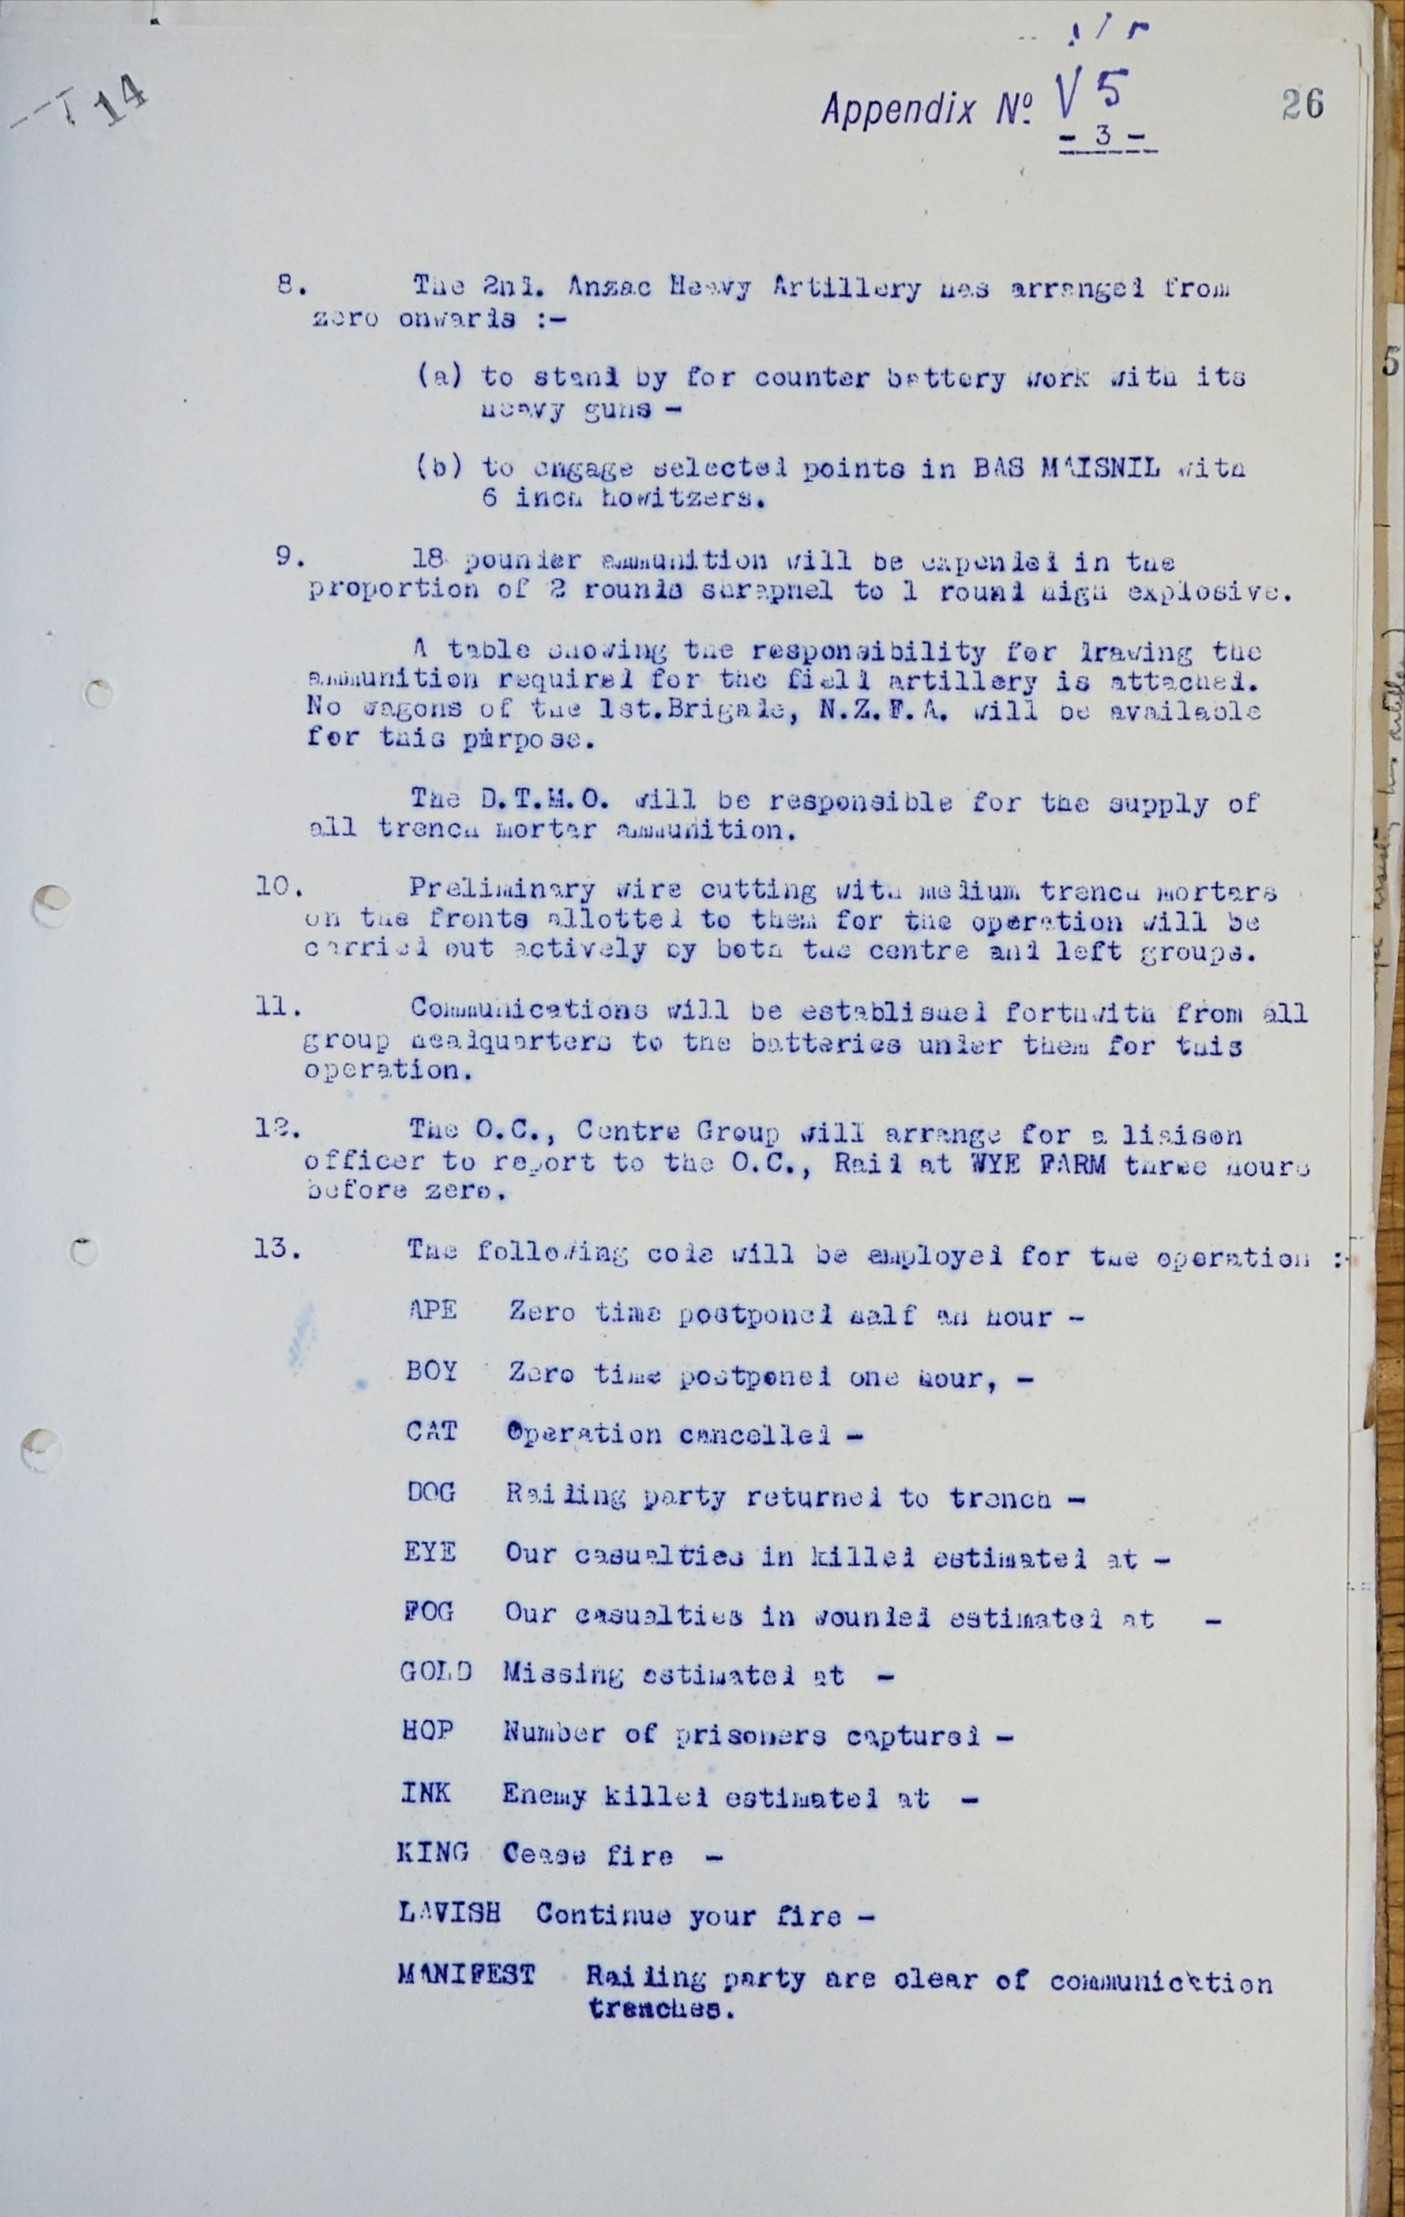 14
Appendix Nº V5
26
- 3 -
8. The 2nd. Anzac Heavy Artillery has arranged from
zero onwards :-
(a) to stand by for counter battery work with its
heavy guns -
(b) to engage selected points in BAS MAISNIL with
6 inch howitzers.
9. 18 pounder ammunition will be expended in the
proportion of 2 rounds shrapnel to 1 round high explosive.
A table showing the responsibility for drawing the
ammunition required for the field artillery is attached.
No wagons of the 1st.Brigade, N.Z.F.A. will be available
for this purpose.
The D.T.M.O. will be responsible for the supply of
all trench mortar ammunition.
10. Preliminary wire cutting with medium trench mortars
on the fronts allotted to them for the operation will be
carried out actively by both the centre and left groups.
11. Communications will be established forthwith from all
group headquarters to the batteries under them for this
operation.
12. The O.C., Centre Group will arrange for a liaison
officer to report to the O.C., Raid at WYE FARM three hours
before zero.
13. The following code will be employed for the operation :-
APE Zero time postponed half an hour -
BOY Zero time postponed one hour, -
CAT Operation cancelled -
DOG Raiding party returned to trench -
EYE Our casualties in killed estimated at -
FOG Our casualties in wounded estimated at -
GOLD Missing estimated at -
HOP Number of prisoners captured -
INK Enemy killed estimated at -
KING Cease fire -
LAVISH Continue your fire -
MANIFEST Raiding party are clear of communication
trenches.
5